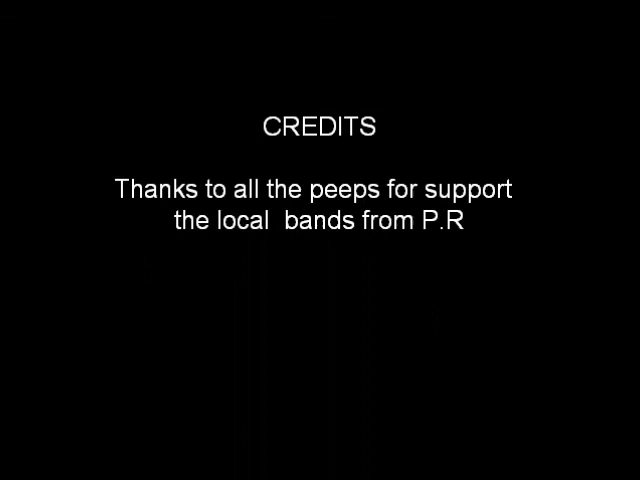 CREDITS
Thanks to all the peeps for support
the local  bands from P.R